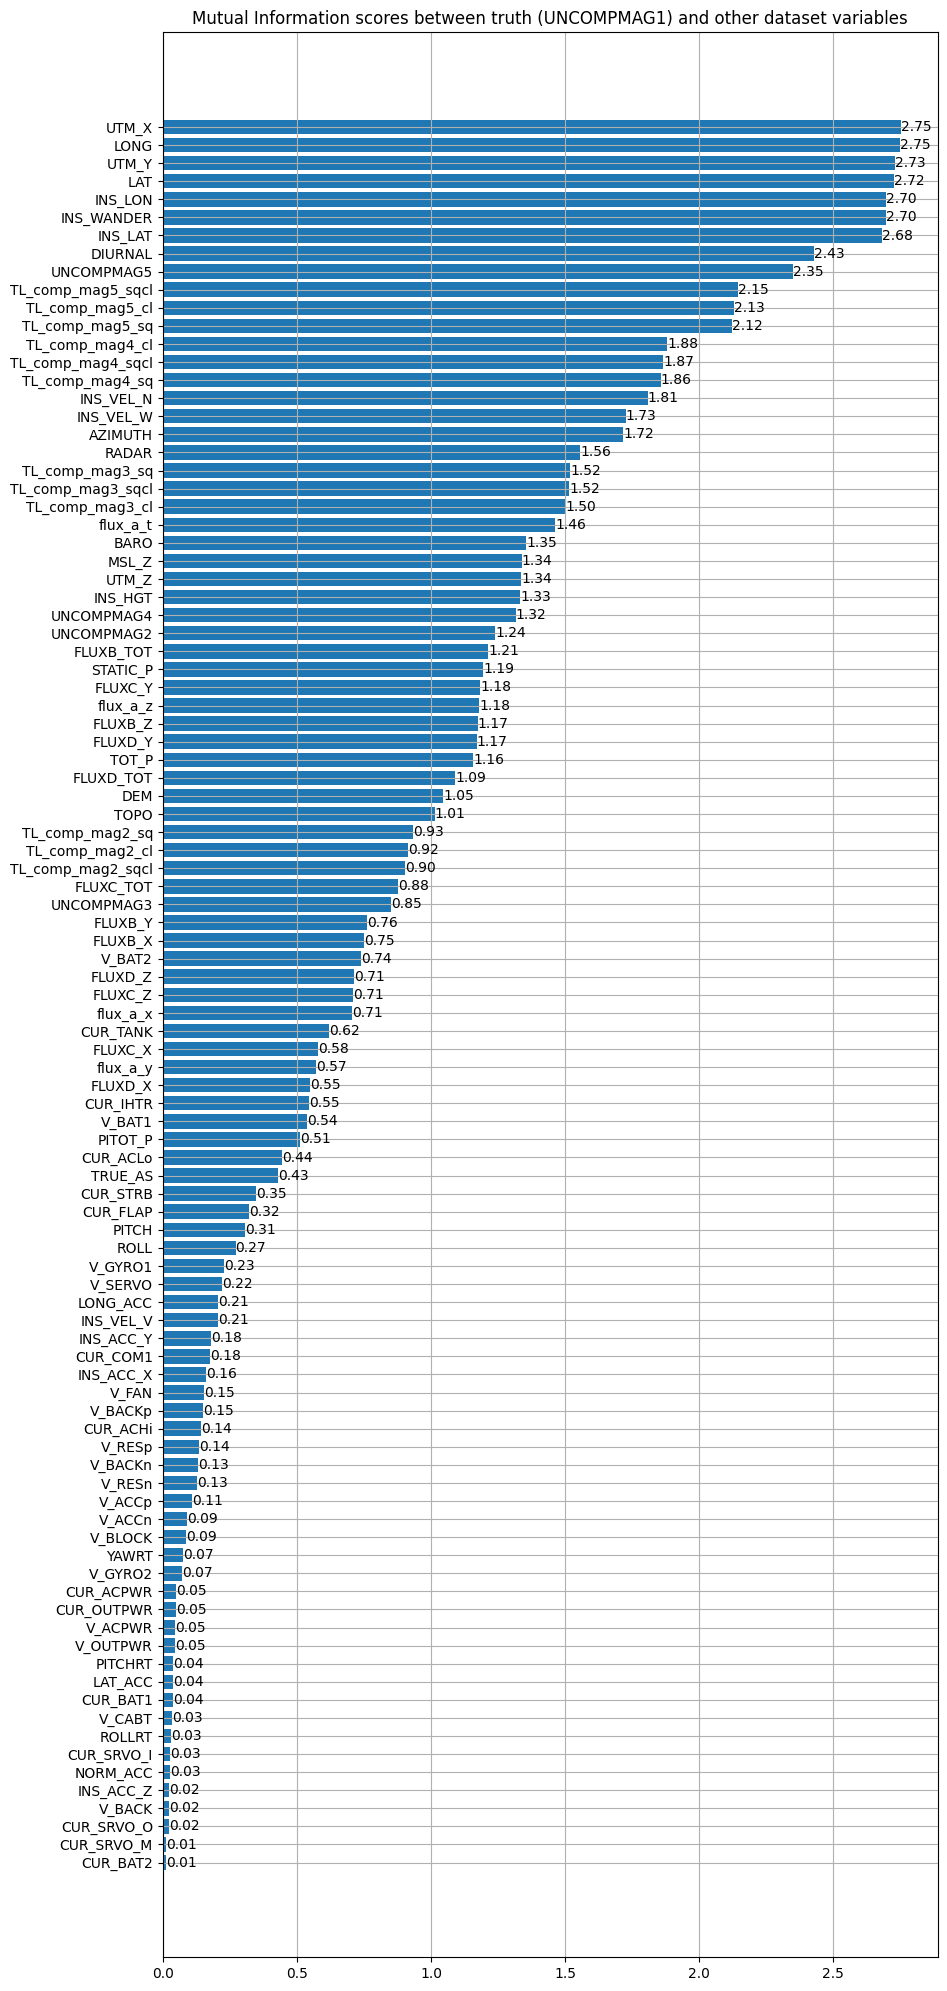 Mutual Information scores between truth (UNCOMPMAG1) and other dataset variables
UTM_X 2.75
LONG 2.75
UTM_Y 2.73
LAT 2.72
INS_LON 2.70
INS_WANDER 2.70
INS_LAT 2.68
DIURNAL 2.43
UNCOMPMAG5 2.35
TL_comp_mag5_sqcl 2.15
TL_comp_mag5_cl 2.13
TL_comp_mag5_sq 2.12
TL_comp_mag4_cl 1.88
TL_comp_mag4_sqcl 1.87
TL_comp_mag4_sq 1.86
INS_VEL_N 1.81
INS_VEL_W 1.73
AZIMUTH 1.72
RADAR 1.56
TL_comp_mag3_sq 1.52
TL_comp_mag3_sqcl 1.52
TL_comp_mag3_cl 1.50
flux_a_t 1.46
BARO 1.35
MSL_Z 1.34
UTM_Z 1.34
INS_HGT 1.33
UNCOMPMAG4 1.32
UNCOMPMAG2 1.24
FLUXB_TOT 1.21
STATIC_P 1.19
FLUXC_Y 1.18
flux_a_z 1.18
FLUXB_Z 1.17
FLUXD_Y 1.17
TOT_P 1.16
FLUXD_TOT 1.09
DEM 1.05
TOPO 1.01
TL_comp_mag2_sq 0.93
TL_comp_mag2_cl 0.92
TL_comp_mag2_sqcl 0.90
FLUXC_TOT 0.88
UNCOMPMAG3 0.85
FLUXB_Y 0.76
FLUXB_X 0.75
V_BAT2 0.74
FLUXD_Z 0.71
FLUXC_Z 0.71
flux_a_x 0.71
CUR_TANK 0.62
FLUXC_X 0.58
flux_a_y 0.57
FLUXD_X 0.55
CUR_IHTR 0.55
V_BAT1 0.54
PITOT_P 0.51
CUR_ACLo 0.44
TRUE_AS 0.43
CUR_STRB 0.35
CUR_FLAP 0.32
PITCH 0.31
ROLL 0.27
V_GYRO1 0.23
V_SERVO 0.22
LONG_ACC 0.21
INS_VEL_V 0.21
INS_ACC_Y 0.18
CUR_COM1 0.18
INS_ACC_X 0.16
V_FAN 0.15
V_BACKp 0.15
CUR_ACHi 0.14
V_RESp 0.14
V_BACKn 0.13
V_RESn 0.13
V_ACCp 0.11
V_ACCn 0.09
V_BLOCK 0.09
YAWRT 0.07
V_GYRO2 0.07
CUR_ACPWR 0.05
CUR_OUTPWR 0.05
V_ACPWR 0.05
V_OUTPWR 0.05
PITCHRT 0.04
LAT_ACC 0.04
CUR_BAT1 0.04
V_CABT 0.03
ROLLRT 0.03
CUR_SRVO_I 0.03
NORM_ACC 0.03
INS_ACC_Z 0.02
V_BACK 0.02
CUR_SRVO_O 0.02
CUR_SRVO_M 0.01
CUR_BAT2 0.01
0.0 0.5 1.0 1.5 2.0 2.5